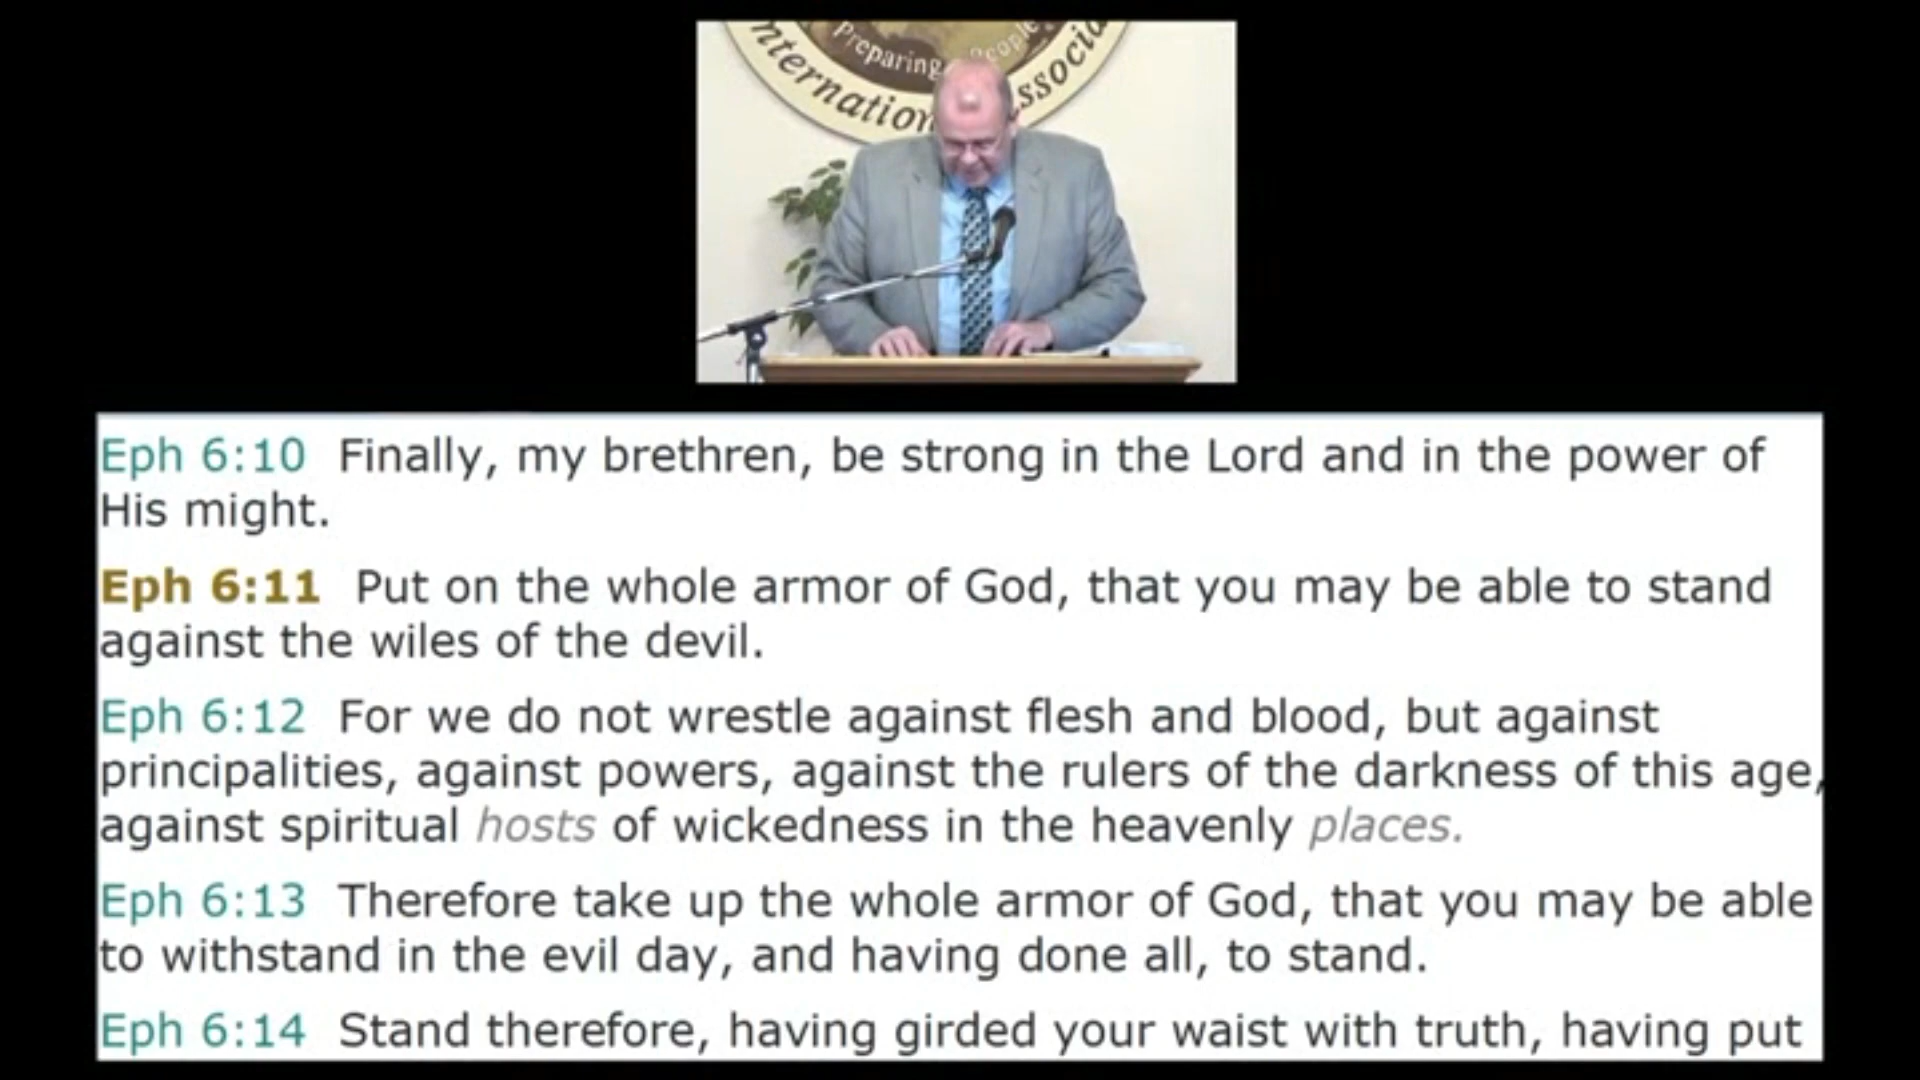 Preparing People
nternation ssocia
Eph 6:10 Finally, my brethren, be strong in the Lord and in the power of
His might.
Eph 6:11 Put on the whole armor of God, that you may be able to stand
against the wiles of the devil.
Eph 6:12 For we do not wrestle against flesh and blood, but against
principalities, against powers, against the rulers of the darkness of this age,
against spiritual hosts of wickedness in the heavenly places.
Eph 6:13 Therefore take up the whole armor of God, that you may be able
to withstand in the evil day, and having done all, to stand.
Eph 6:14 Stand therefore, having girded your waist with truth, having put